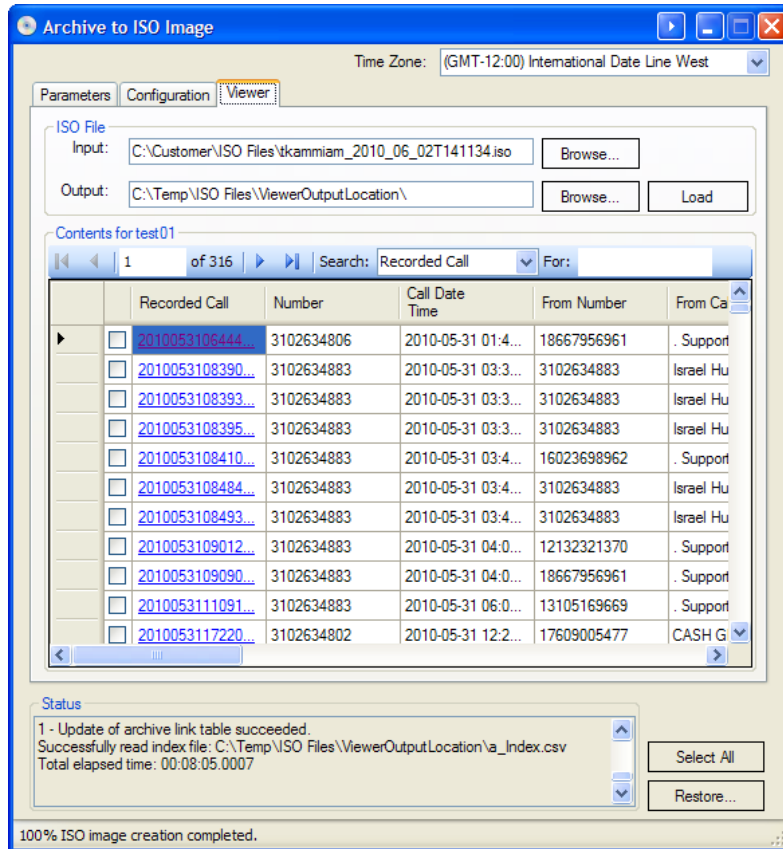 Archive to ISO Image
Time Zone: (GMT-12:00) International Date Line West
Parameters Configuration Viewer
ISO File
Input: C:\Customer\ISO Files\tkammiam_2010_06_02T141134.iso Browse...
Output: C:\Temp\ISO Files\ViewerOutputLocation\ Browse... Load
Contents for test01
1 of 316 Search: Recorded Call For:
Recorded Call Number Call Date Time From Number From Ca
2010053106444... 3102634806 2010-05-31 01:4... 18667956961 . Support
2010053108390... 3102634883 2010-05-31 03:3... 3102634883 Israel Hu
2010053108393... 3102634883 2010-05-31 03:3... 3102634883 Israel Hu
2010053108395... 3102634883 2010-05-31 03:3... 3102634883 Israel Hu
2010053108410... 3102634883 2010-05-31 03:4... 16023698962 . Support
2010053108484... 3102634883 2010-05-31 03:4... 3102634883 Israel Hu
2010053108493... 3102634883 2010-05-31 03:4... 3102634883 Israel Hu
2010053109012... 3102634883 2010-05-31 04:0... 12132321370 . Support
2010053109090... 3102634883 2010-05-31 04:0... 18667956961 . Support
2010053111091... 3102634883 2010-05-31 06:0... 13105169669 . Support
2010053117220... 3102634802 2010-05-31 12:2... 17609005477 CASH G
Status
1 - Update of archive link table succeeded.
Successfully read index file: C:\Temp\ISO Files\ViewerOutputLocation\a_Index.csv
Total elapsed time: 00:08:05.0007
Select All
Restore...
100% ISO image creation completed.